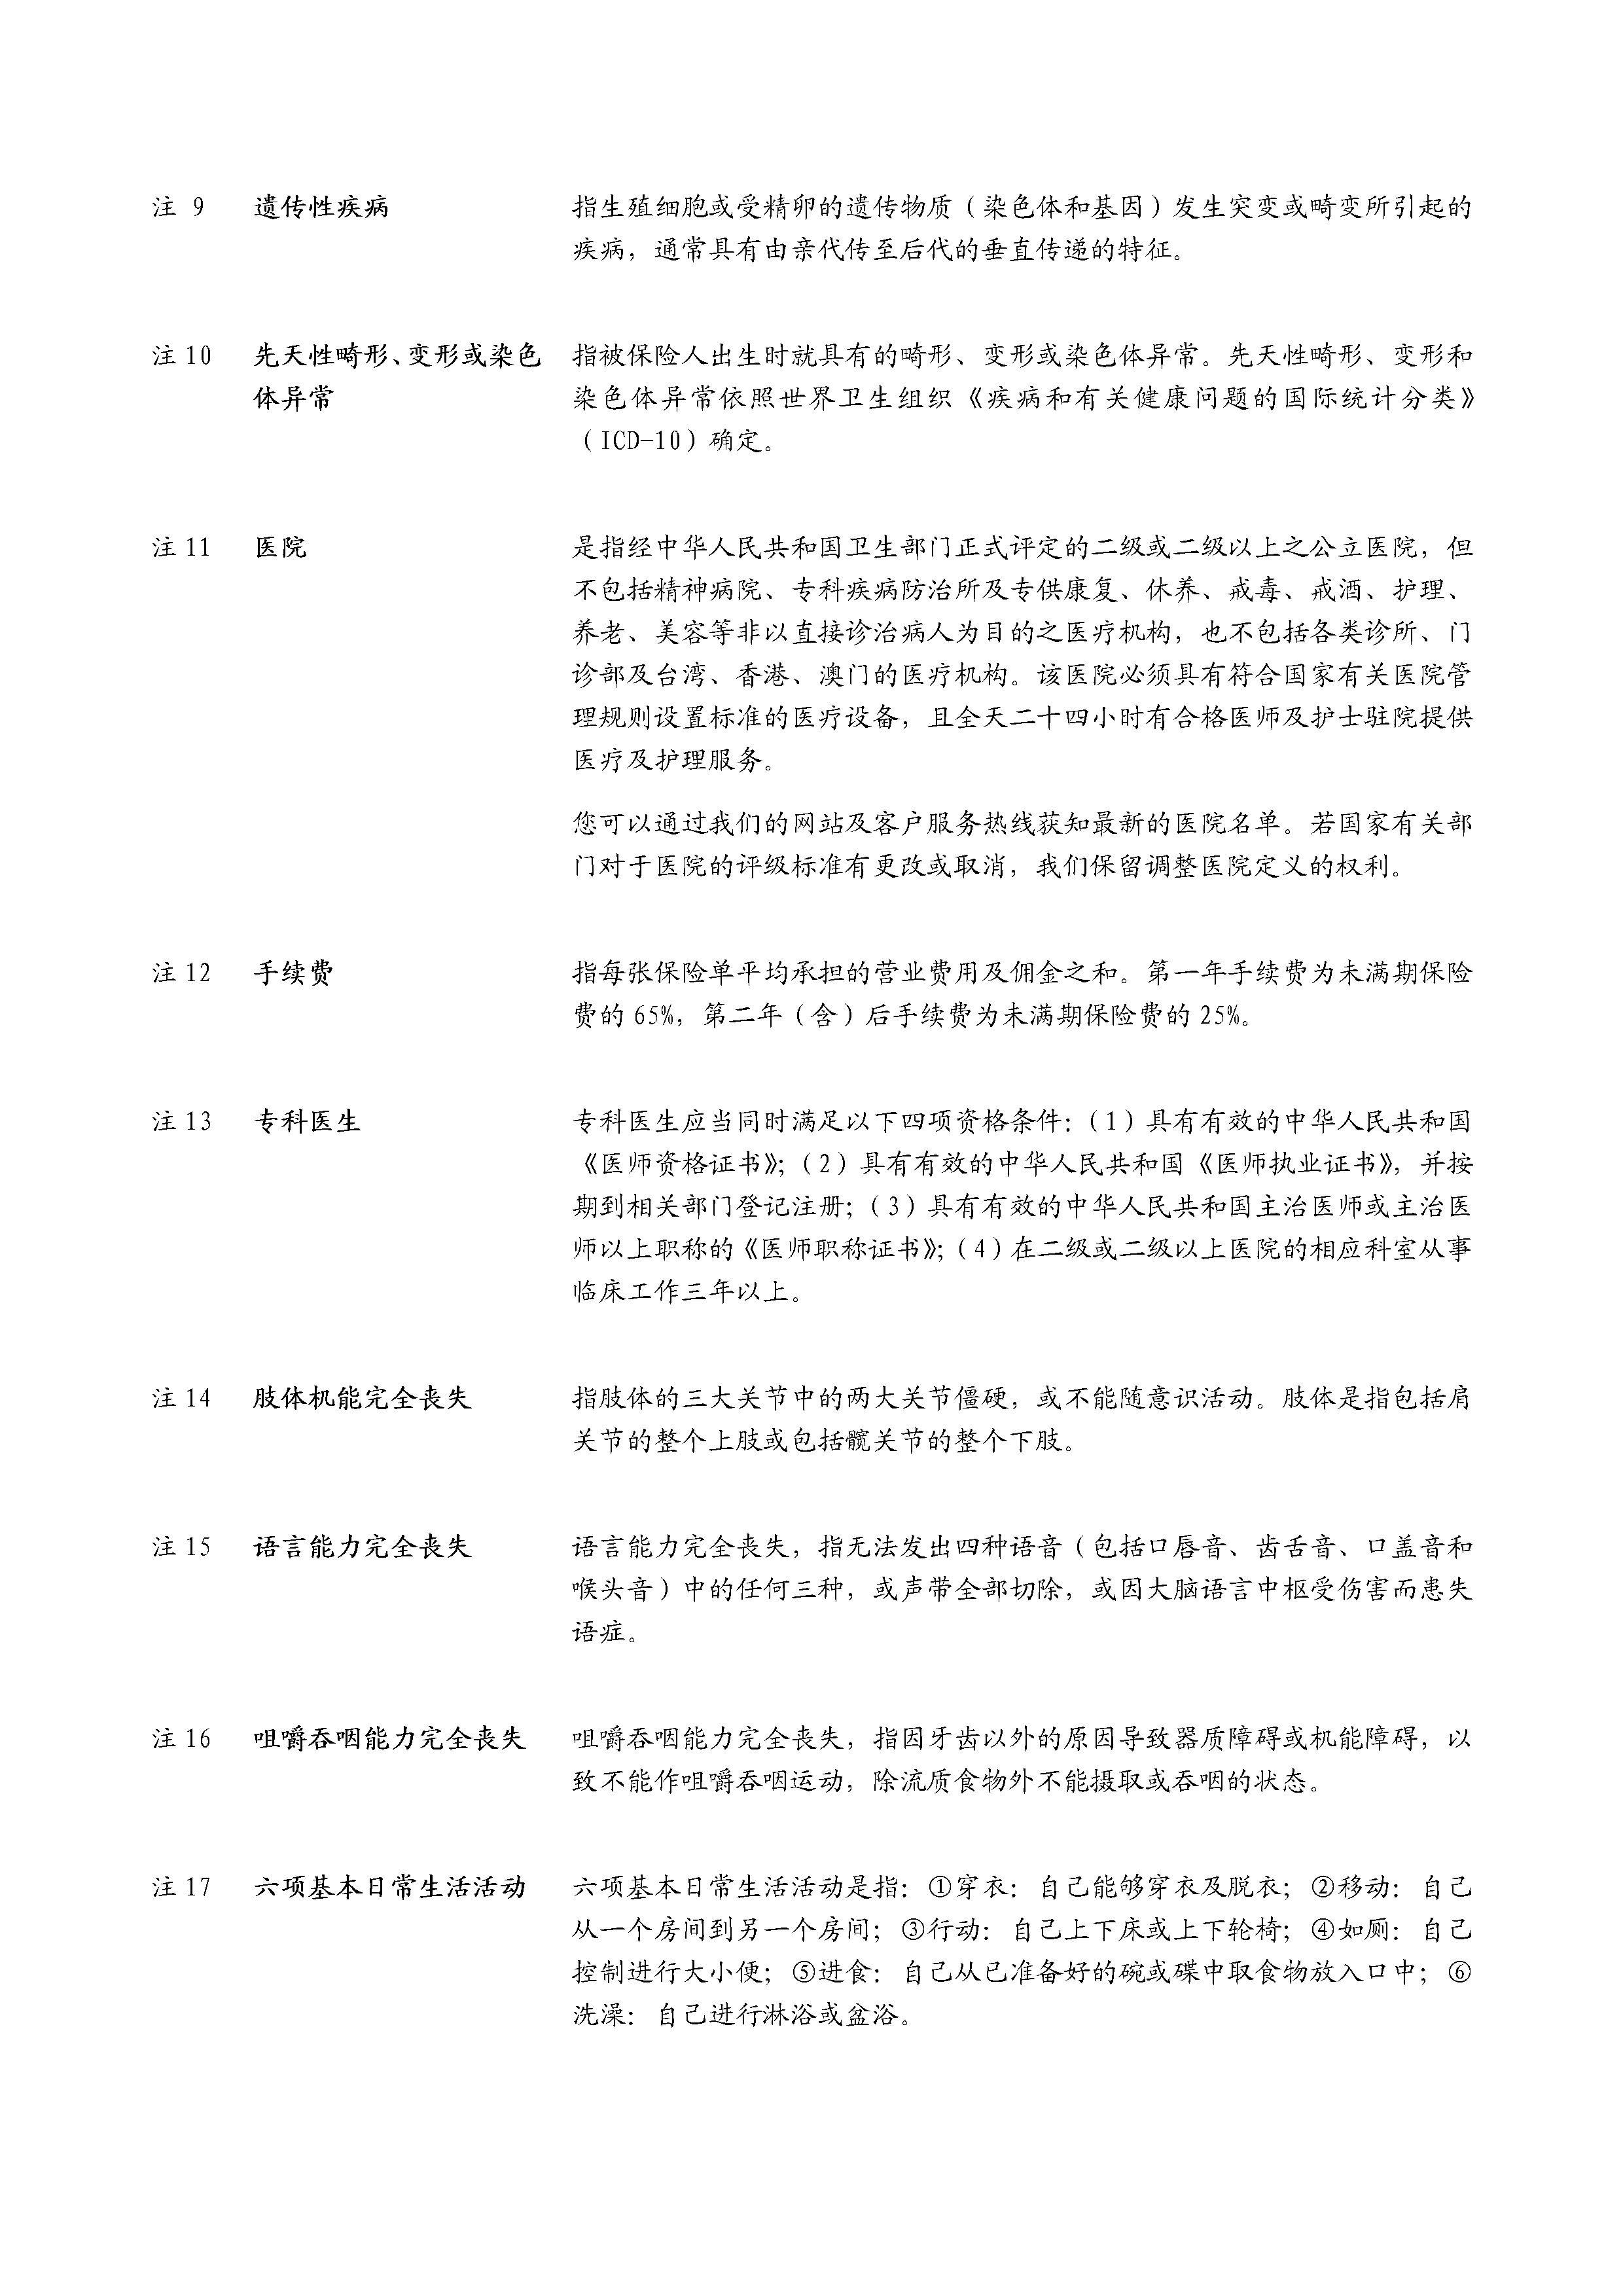 注 9 遗传性疾病 指生殖细胞或受精卵的遗传物质（染色体和基因）发生突变或畸变所引起的
疾病，通常具有由亲代传至后代的垂直传递的特征。
注 10 先天性畸形、变形或染色 指被保险人出生时就具有的畸形、变形或染色体异常。先天性畸形、变形和
体异常 染色体异常依照世界卫生组织《疾病和有关健康问题的国际统计分类》
（ICD-10）确定。
注 11 医院 是指经中华人民共和国卫生部门正式评定的二级或二级以上之公立医院，但
不包括精神病院、专科疾病防治所及专供康复、休养、戒毒、戒酒、护理、
养老、美容等非以直接诊治病人为目的之医疗机构，也不包括各类诊所、门
诊部及台湾、香港、澳门的医疗机构。该医院必须具有符合国家有关医院管
理规则设置标准的医疗设备，且全天二十四小时有合格医师及护士驻院提供
医疗及护理服务。
您可以通过我们的网站及客户服务热线获知最新的医院名单。若国家有关部
门对于医院的评级标准有更改或取消，我们保留调整医院定义的权利。
注 12 手续费 指每张保险单平均承担的营业费用及佣金之和。第一年手续费为未满期保险
费的 65%，第二年（含）后手续费为未满期保险费的 25%。
注 13 专科医生 专科医生应当同时满足以下四项资格条件：（1）具有有效的中华人民共和国
《医师资格证书》；（2）具有有效的中华人民共和国《医师执业证书》，并按
期到相关部门登记注册；（3）具有有效的中华人民共和国主治医师或主治医
师以上职称的《医师职称证书》；（4）在二级或二级以上医院的相应科室从事
临床工作三年以上。
注 14 肢体机能完全丧失 指肢体的三大关节中的两大关节僵硬，或不能随意识活动。肢体是指包括肩
关节的整个上肢或包括髋关节的整个下肢。
注 15 语言能力完全丧失 语言能力完全丧失，指无法发出四种语音（包括口唇音、齿舌音、口盖音和
喉头音）中的任何三种，或声带全部切除，或因大脑语言中枢受伤害而患失
语症。
注 16 咀嚼吞咽能力完全丧失 咀嚼吞咽能力完全丧失，指因牙齿以外的原因导致器质障碍或机能障碍，以
致不能作咀嚼吞咽运动，除流质食物外不能摄取或吞咽的状态。
注 17 六项基本日常生活活动 六项基本日常生活活动是指：①穿衣：自己能够穿衣及脱衣；②移动：自己
从一个房间到另一个房间；③行动：自己上下床或上下轮椅；④如厕：自己
控制进行大小便；⑤进食：自己从已准备好的碗或碟中取食物放入口中；⑥
洗澡：自己进行淋浴或盆浴。